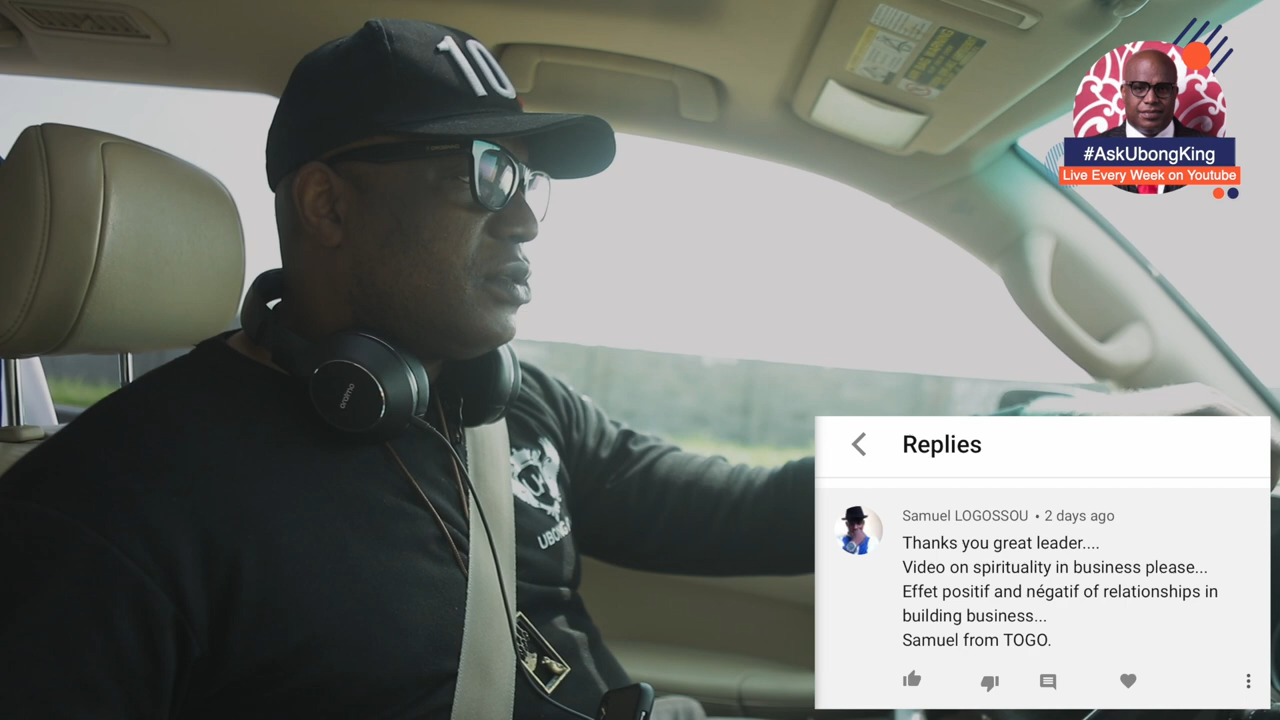 10
#AskUbongKing
Live Every Week on Youtube
oraimo
Replies
Samuel LOGOSSOU • 2 days ago
Thanks you great leader....
Video on spirituality in business please...
Effet positif and négatif of relationships in
building business...
Samuel from TOGO.